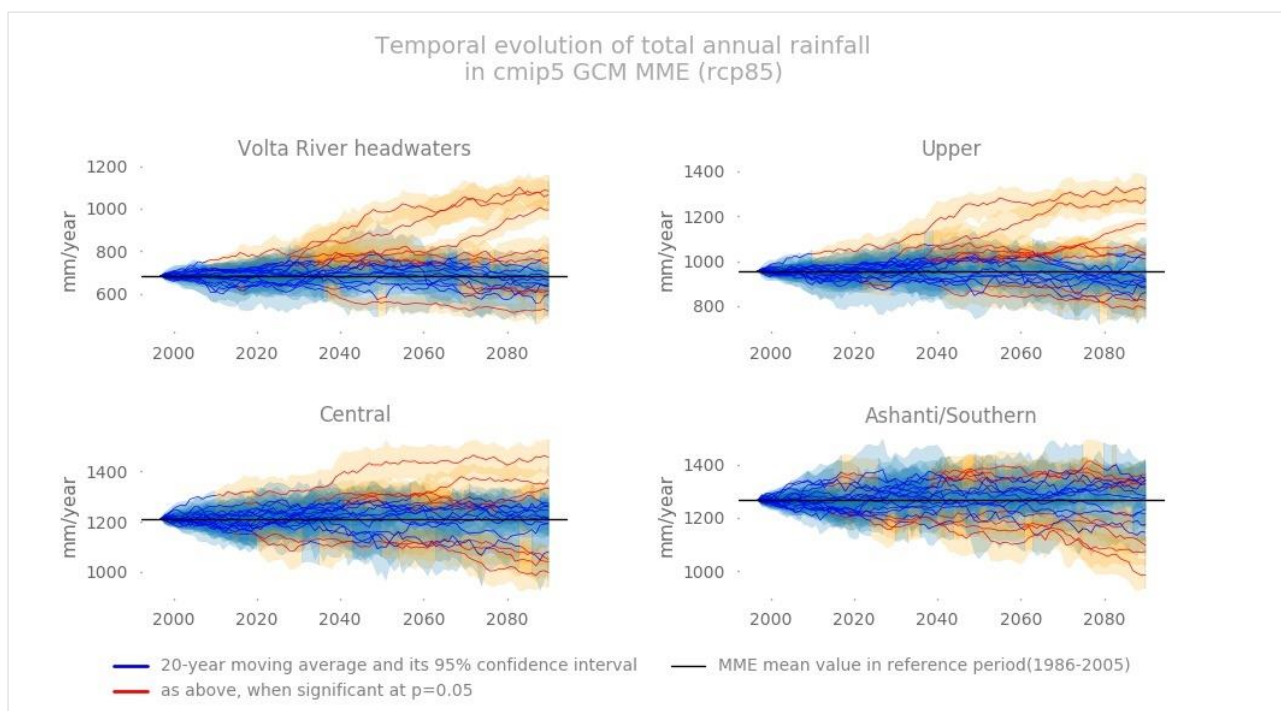 Temporal evolution of total annual rainfall
in cmip5 GCM MME (rcp85)
Volta River headwaters
1200
1000
800
600
mm/year
2000 2020 2040 2060 2080
Upper
1400
1200
1000
800
mm/year
2000 2020 2040 2060 2080
Central
1400
1200
1000
mm/year
2000 2020 2040 2060 2080
Ashanti/Southern
1400
1200
1000
mm/year
2000 2020 2040 2060 2080
20-year moving average and its 95% confidence interval
as above, when significant at p=0.05
MME mean value in reference period(1986-2005)